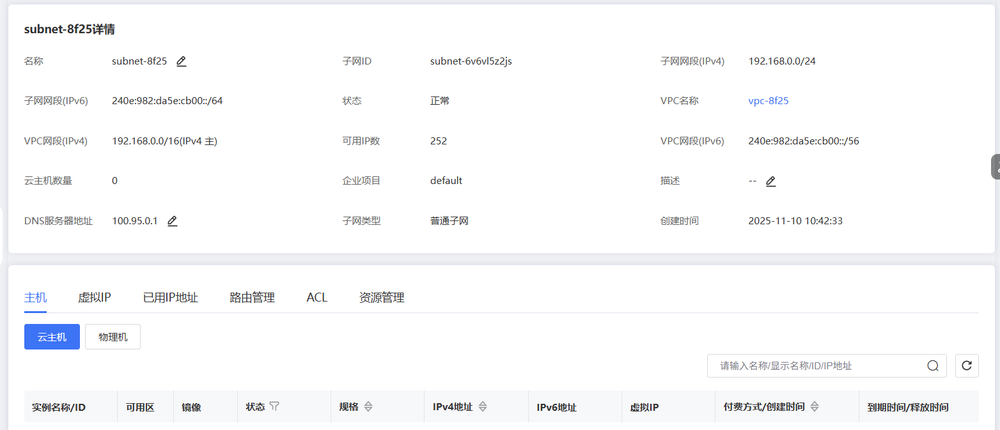 subnet-8f25详情
名称 subnet-8f25 子网ID subnet-6v6vl5z2js 子网网段(IPv4) 192.168.0.0/24
子网网段(IPv6) 240e:982:da5e:cb00::/64 状态 正常 VPC名称 vpc-8f25
VPC网段(IPv4) 192.168.0.0/16(IPv4 主) 可用IP数 252 VPC网段(IPv6) 240e:982:da5e:cb00::/56
云主机数量 0 企业项目 default 描述 --
DNS服务器地址 100.95.0.1 子网类型 普通子网 创建时间 2025-11-10 10:42:33
主机 虚拟IP 已用IP地址 路由管理 ACL 资源管理
云主机 物理机
请输入名称/显示名称/ID/IP地址
实例名称/ID 可用区 镜像 状态 规格 IPv4地址 IPv6地址 虚拟IP 付费方式/创建时间 到期时间/释放时间